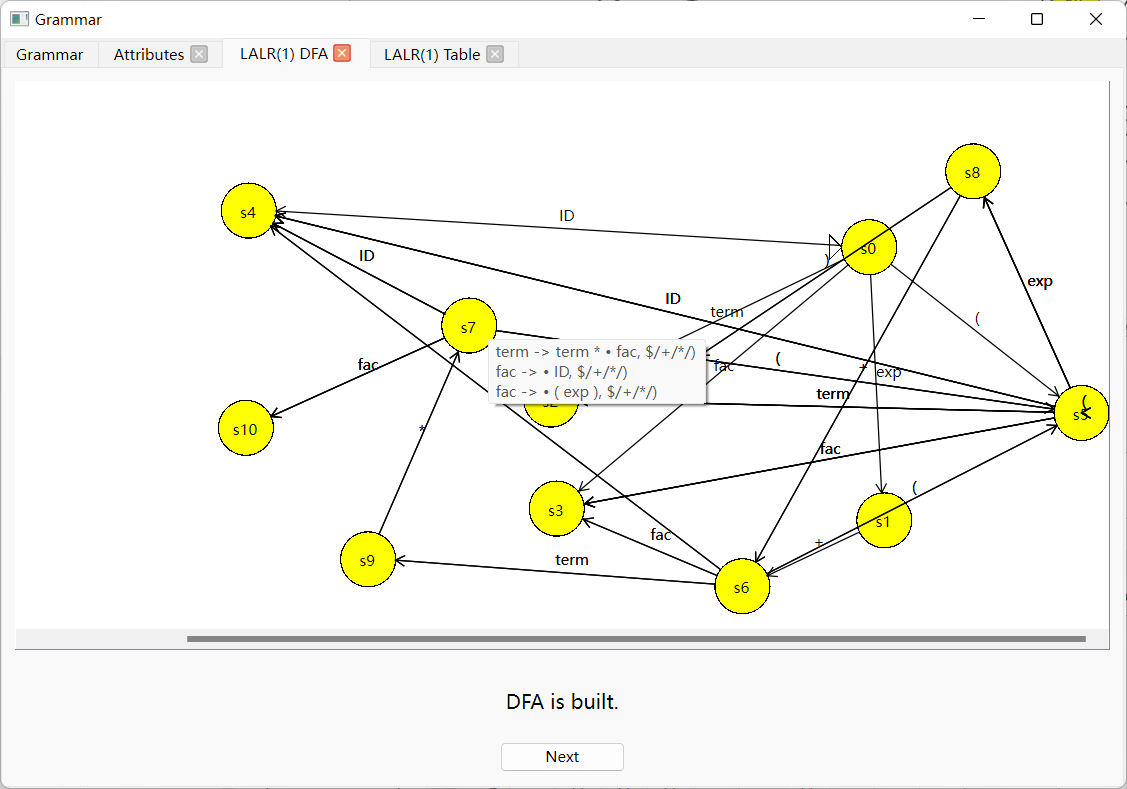 Grammar
Grammar Attributes LALR(1) DFA LALR(1) Table
s8
s4
ID
s0
)
ID
exp
ID
term
(
s7
term -> term * • fac, $/+/*/)
fac -> • ID, $/+/*/)
fac -> • ( exp ), $/+/*/)
fac
fac
(
+
exp
term
s2
(
s5
s10
*
fac
(
s3
s1
fac
+
s9
term
s6
DFA is built.
Next